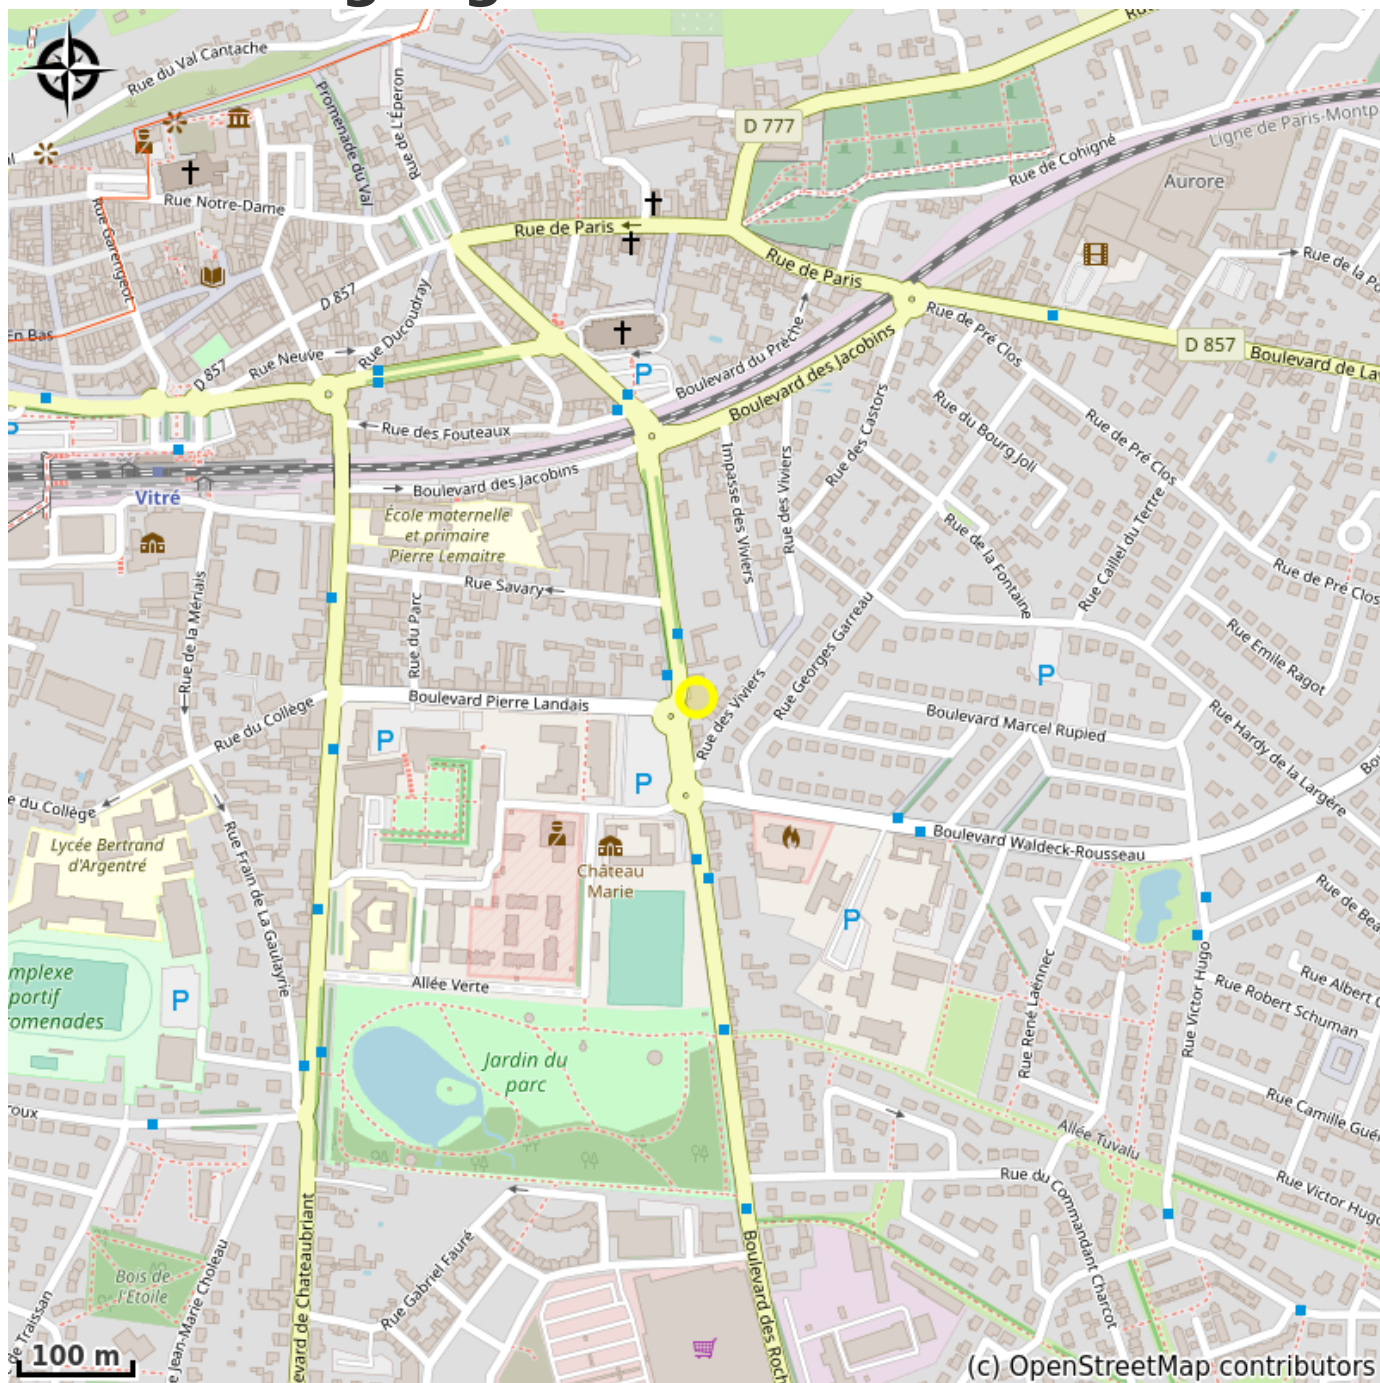 Rue du Val Cantache
Promenade du Val
Rue de L'Éperon
D 777
Ligne de Paris-Montp
Rue de Cohigné
Aurore
Rue Notre-Dame
Rue Garengeot
Rue de Paris
Rue de Paris
Rue de la Po
D 857
Rue Ducoudray
En Bas
Rue Neuve
D 857
P
Boulevard du Prêche
Boulevard des Jacobins
Rue de Pré Clos
D 857
Boulevard de Lav
P
Rue des Fouteaux
Rue des Castors
Rue du Bourg Joli
Rue de Pré Clos
Vitré
Boulevard des Jacobins
Impasse des Viviers
Rue des Viviers
École maternelle
et primaire
Pierre Lemaitre
Rue de la Fontaine
Rue Caillel du Tertre
Rue de Pré Clos
Rue de la Mériais
Rue Savary
Rue du Parc
Rue Georges Garreau
Rue Emile Ragot
P
Boulevard Pierre Landais
Rue des Viviers
Boulevard Marcel Rupied
Rue Hardy de la Largère
Rue du Collège
P
P
Bou
e du Collège
Lycée Bertrand
d'Argentré
Rue Frain de La Gaulayrie
Château
Marie
Boulevard Waldeck-Rousseau
P
Rue de Bea
mplexe
portif
omenades
P
Allée Verte
Rue René Laënnec
Rue Victor Hugo
Rue Albert C
Rue Robert Schuman
Jardin du
parc
Rue Camille Gué
roux
Allée Tuvalu
Rue du Commandant Charcot
Rue Victor Hugo
Bois de
l'Etoile
e Jean-Marie Choleau
evard de Chateaubriant
Rue Gabriel Fauré
Boulevard des Roch
de Traissan
100 m
(c) OpenStreetMap contributors